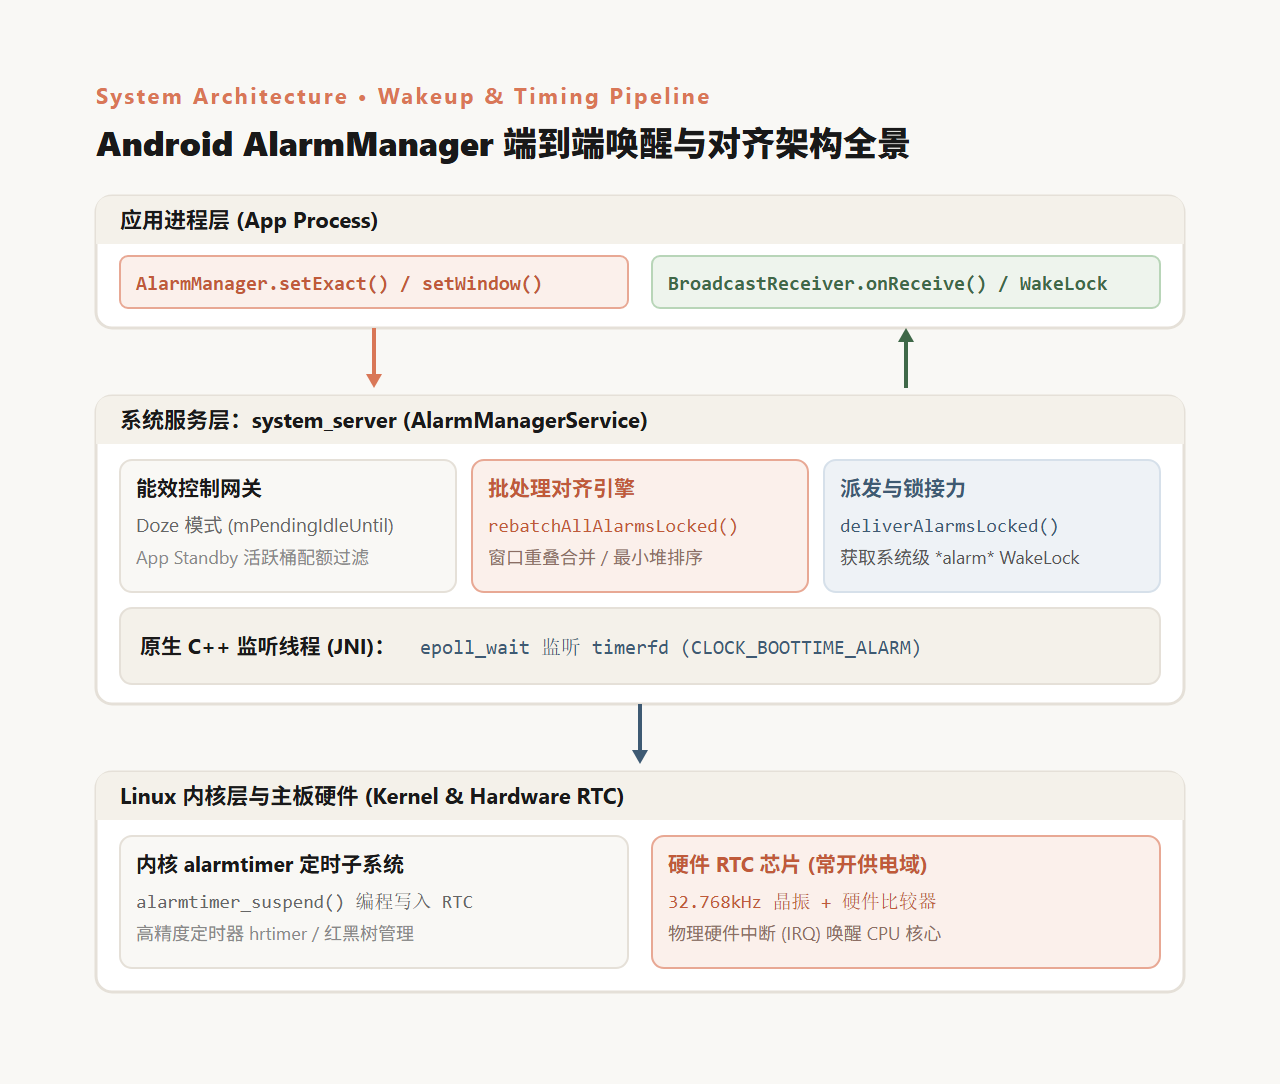 System Architecture • Wakeup & Timing Pipeline
Android AlarmManager 端到端唤醒与对齐架构全景
应用进程层 (App Process)
AlarmManager.setExact() / setWindow()
BroadcastReceiver.onReceive() / WakeLock
系统服务层：system_server (AlarmManagerService)
能效控制网关
Doze 模式 (mPendingIdleUntil)
App Standby 活跃桶配额过滤
批处理对齐引擎
rebatchAllAlarmsLocked()
窗口重叠合并 / 最小堆排序
派发与锁接力
deliverAlarmsLocked()
获取系统级 *alarm* WakeLock
原生 C++ 监听线程 (JNI)： epoll_wait 监听 timerfd (CLOCK_BOOTTIME_ALARM)
Linux 内核层与主板硬件 (Kernel & Hardware RTC)
内核 alarmtimer 定时子系统
alarmtimer_suspend() 编程写入 RTC
高精度定时器 hrtimer / 红黑树管理
硬件 RTC 芯片 (常开供电域)
32.768kHz 晶振 + 硬件比较器
物理硬件中断 (IRQ) 唤醒 CPU 核心